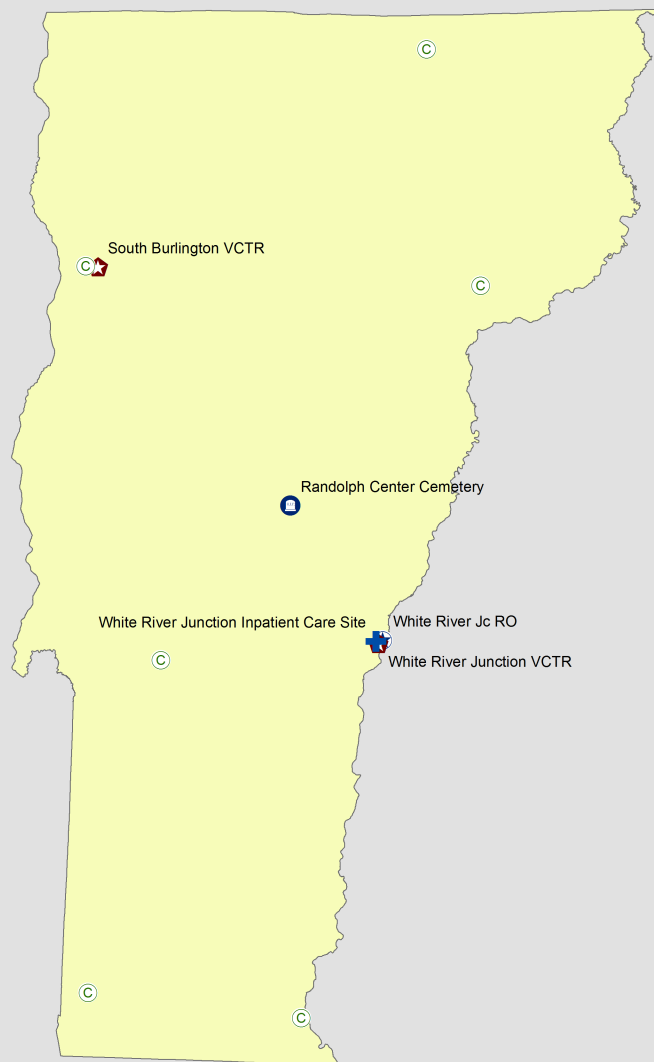 C
South Burlington VCTR
C
C
Randolph Center Cemetery
White River Junction Inpatient Care Site
White River Jc RO
White River Junction VCTR
C
C
C